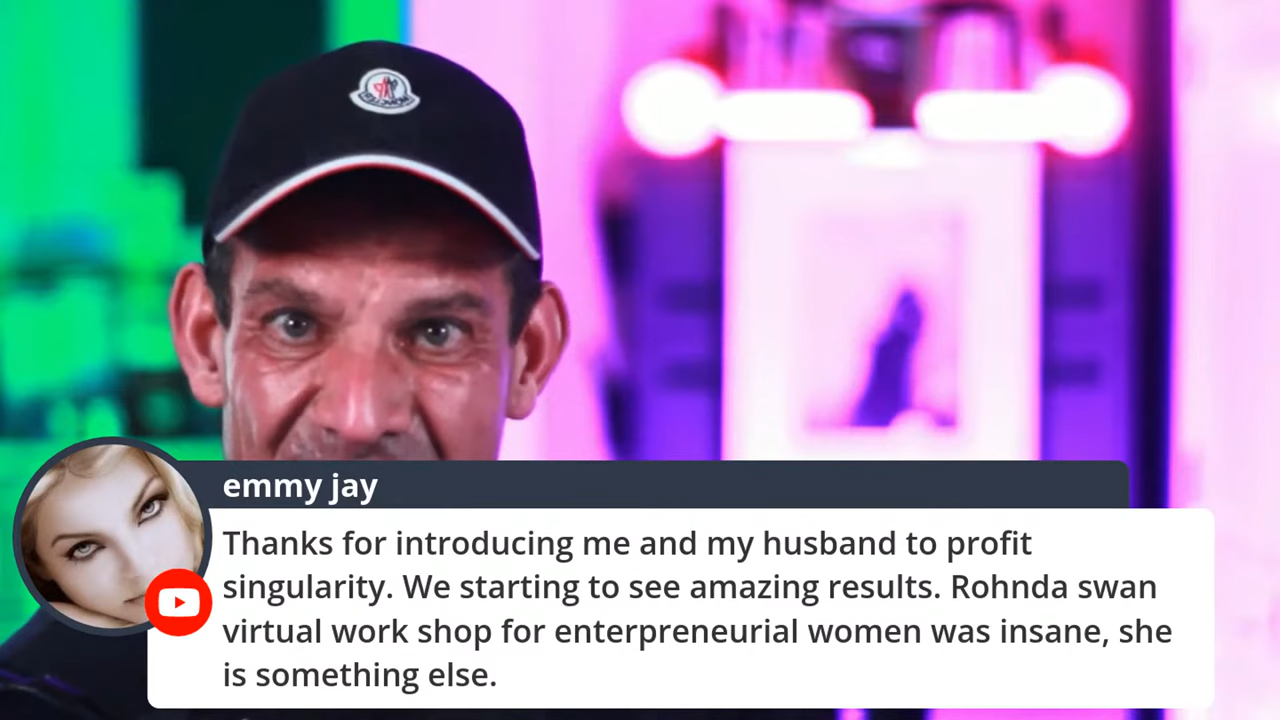 emmy jay
Thanks for introducing me and my husband to profit
singularity. We starting to see amazing results. Rohnda swan
virtual work shop for enterpreneurial women was insane, she
is something else.